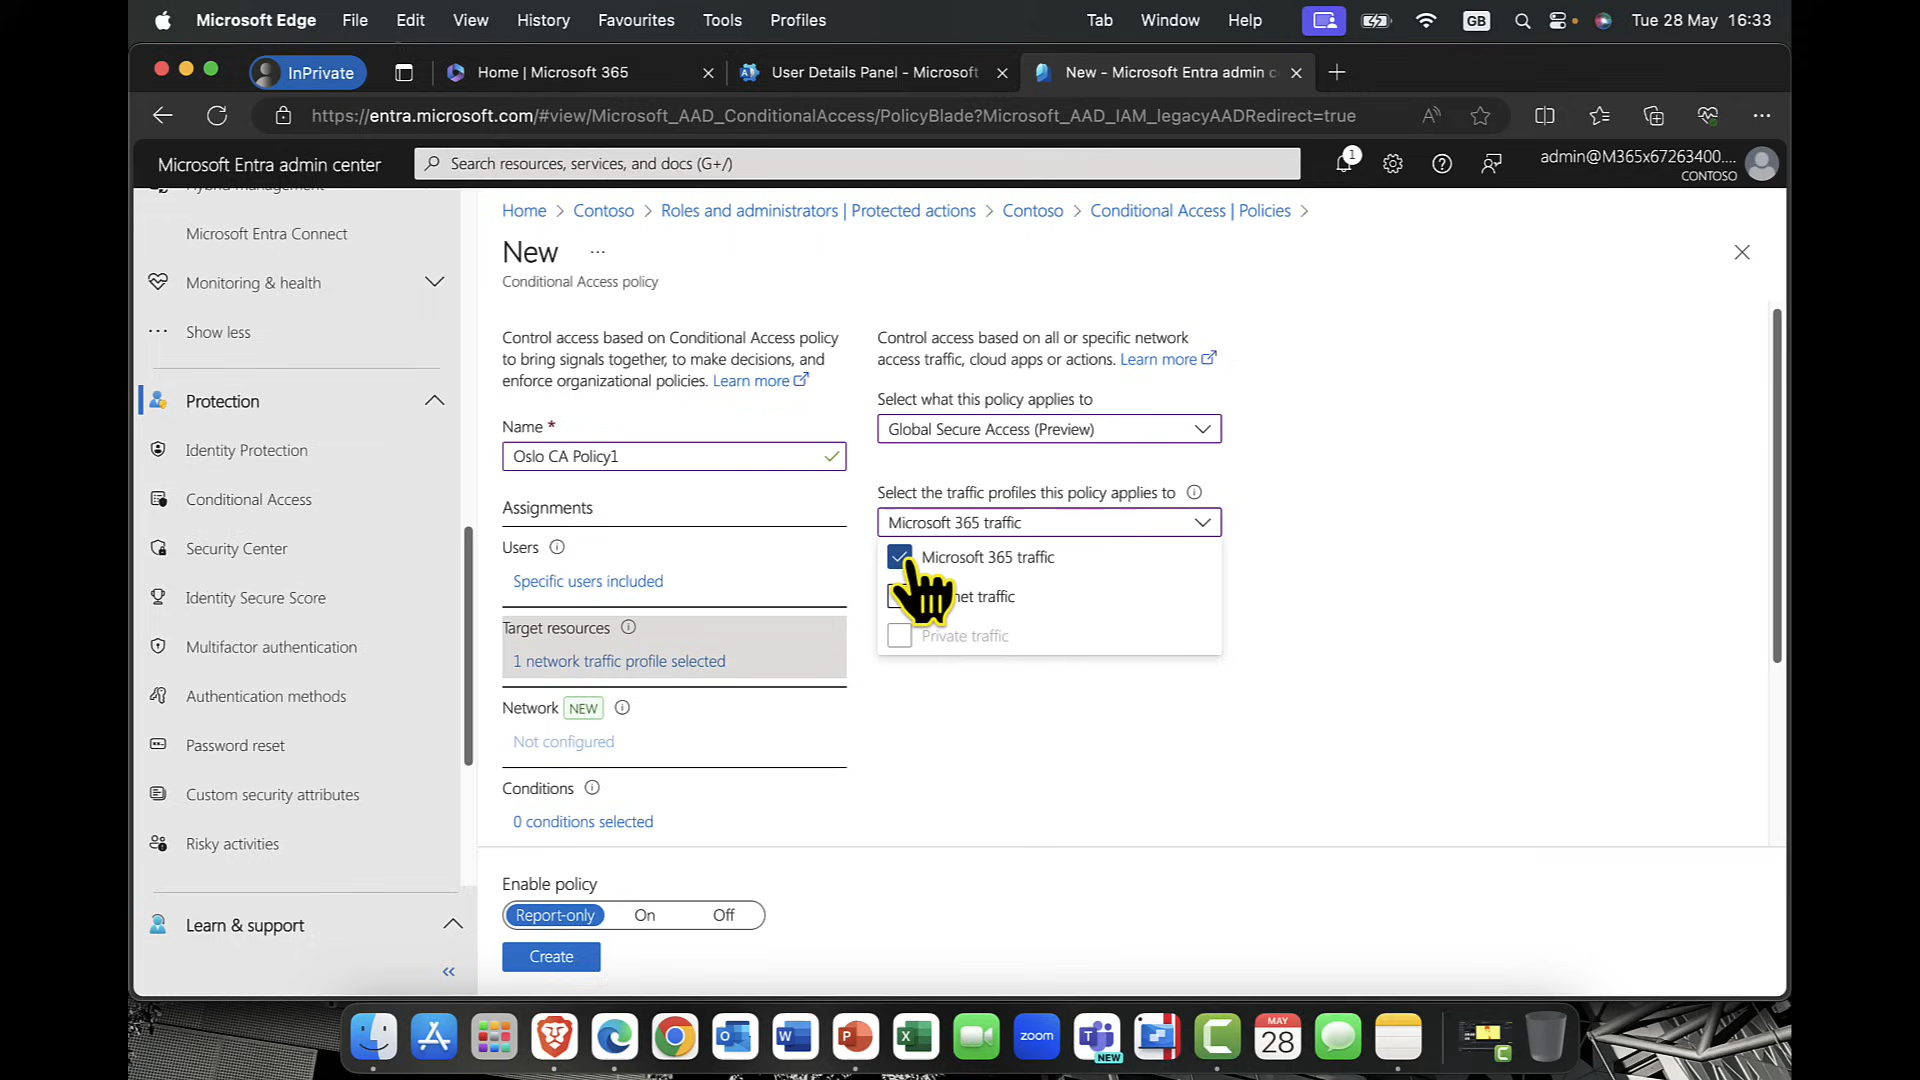 Microsoft Edge File Edit View History Favourites Tools Profiles Tab Window Help GB Tue 28 May 16:33
InPrivate Home | Microsoft 365 User Details Panel - Microsoft New - Microsoft Entra admin c
https://entra.microsoft.com/#view/Microsoft_AAD_ConditionalAccess/PolicyBlade?Microsoft_AAD_IAM_legacyAADRedirect=true
Microsoft Entra admin center
Search resources, services, and docs (G+/)
1
admin@M365x67263400....
CONTOSO
Hybrid management
Microsoft Entra Connect
Monitoring & health
Show less
Protection
Identity Protection
Conditional Access
Security Center
Identity Secure Score
Multifactor authentication
Authentication methods
Password reset
Custom security attributes
Risky activities
Learn & support
Home > Contoso > Roles and administrators | Protected actions > Contoso > Conditional Access | Policies >
New ...
Conditional Access policy
Control access based on Conditional Access policy
to bring signals together, to make decisions, and
enforce organizational policies. Learn more
Name *
Oslo CA Policy1
Assignments
Users
Specific users included
Target resources
1 network traffic profile selected
Network NEW
Not configured
Conditions
0 conditions selected
Control access based on all or specific network
access traffic, cloud apps or actions. Learn more
Select what this policy applies to
Global Secure Access (Preview)
Select the traffic profiles this policy applies to
Microsoft 365 traffic
Microsoft 365 traffic
net traffic
Private traffic
Enable policy
Report-only On Off
Create
zoom
NEW
MAY
28